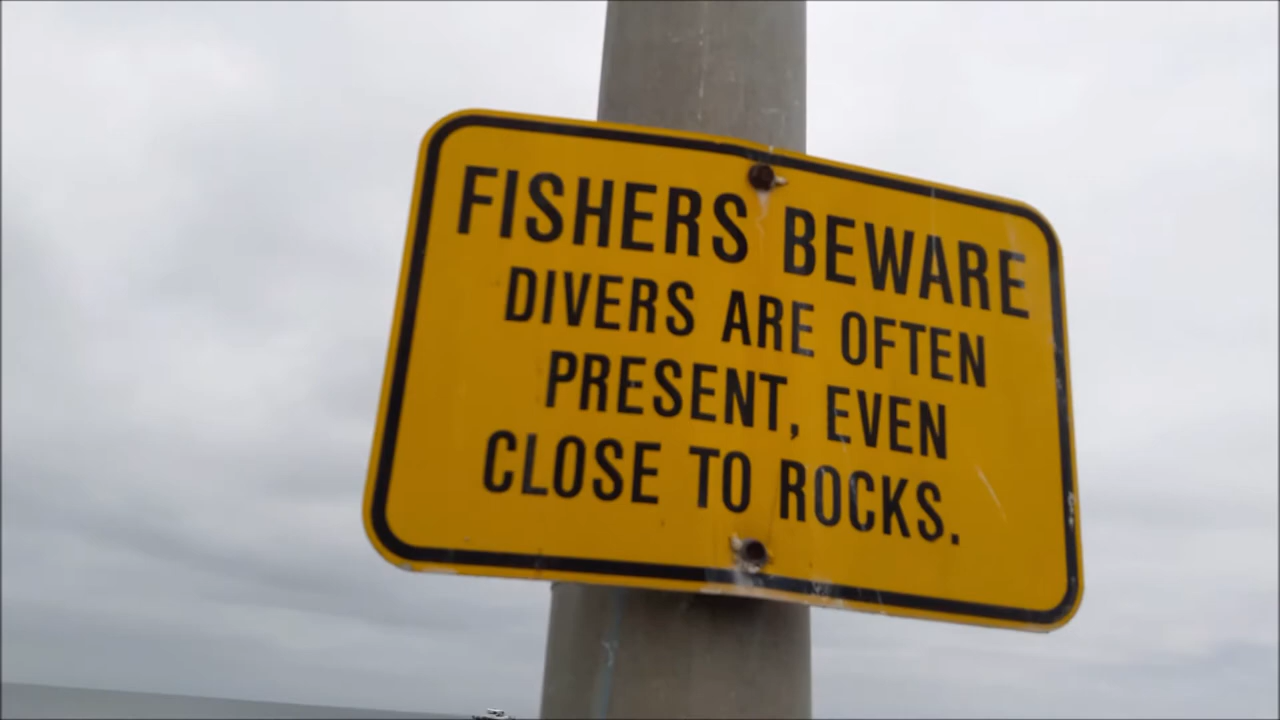 FISHERS BEWARE
DIVERS ARE OFTEN
PRESENT, EVEN
CLOSE TO ROCKS.